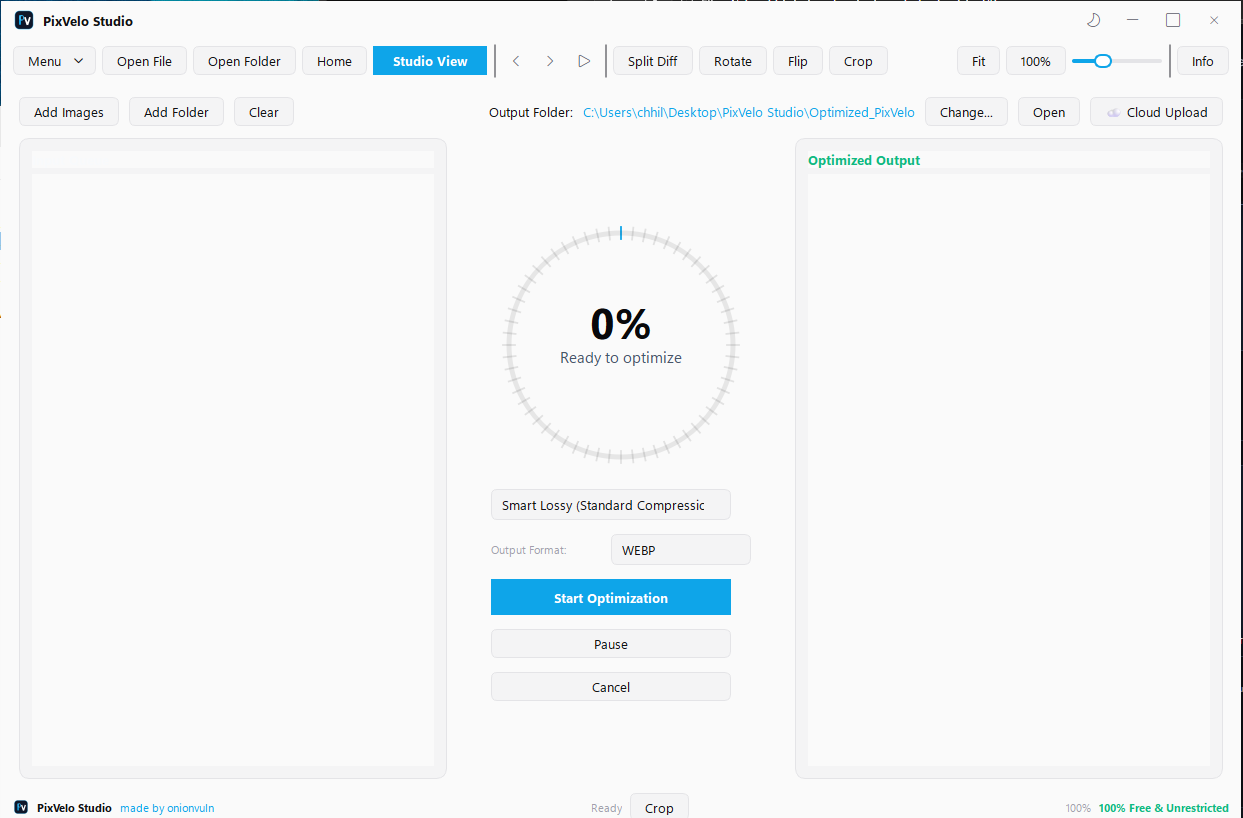 PixVelo Studio
Menu Open File Open Folder Home Studio View Split Diff Rotate Flip Crop Fit 100% Info
Add Images Add Folder Clear Output Folder: C:\Users\chhil\Desktop\PixVelo Studio\Optimized_PixVelo Change... Open Cloud Upload
Optimized Output
0%
Ready to optimize
Smart Lossy (Standard Compressic
Output Format: WEBP
Start Optimization
Pause
Cancel
PixVelo Studio made by onionvuln Ready Crop 100% 100% Free & Unrestricted